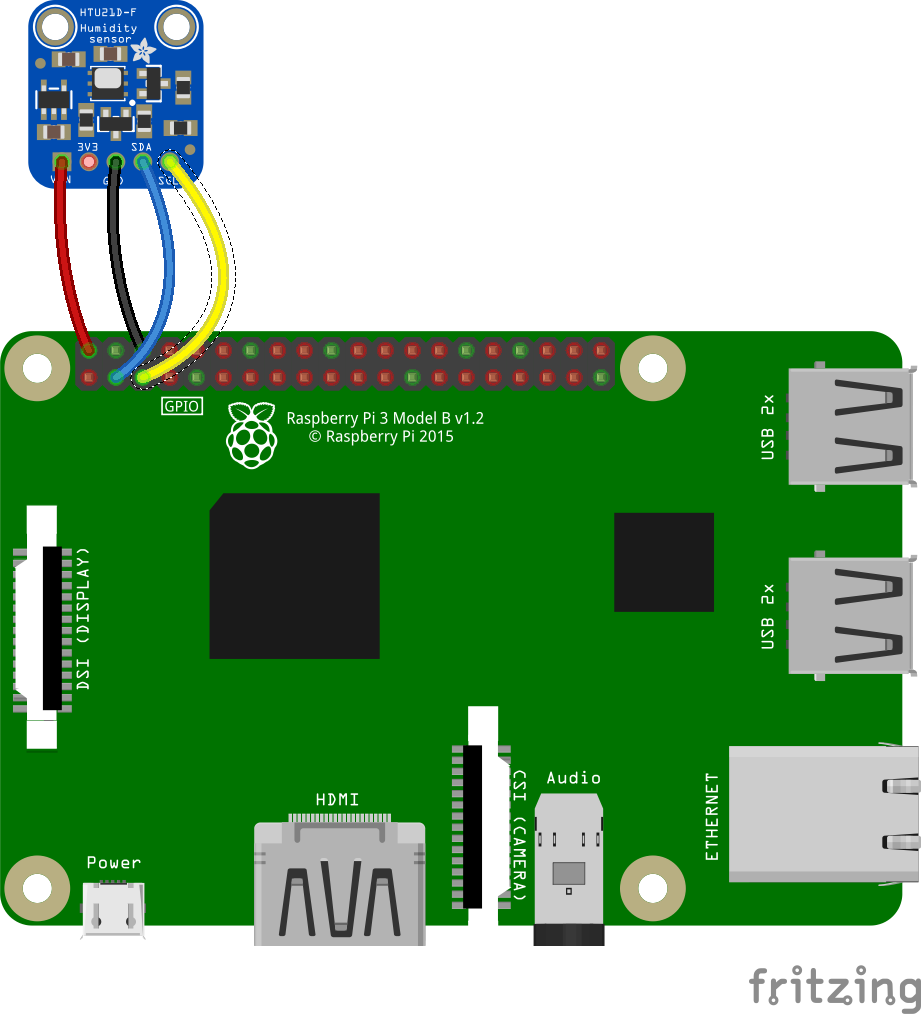 HTU21D-F
Humidity
sensor
3V3
SDA
GPIO
Raspberry Pi 3 Model B v1.2
© Raspberry Pi 2015
USB 2x
DSI (DISPLAY)
USB 2x
CSI (CAMERA)
Audio
ETHERNET
HDMI
Power
fritzing